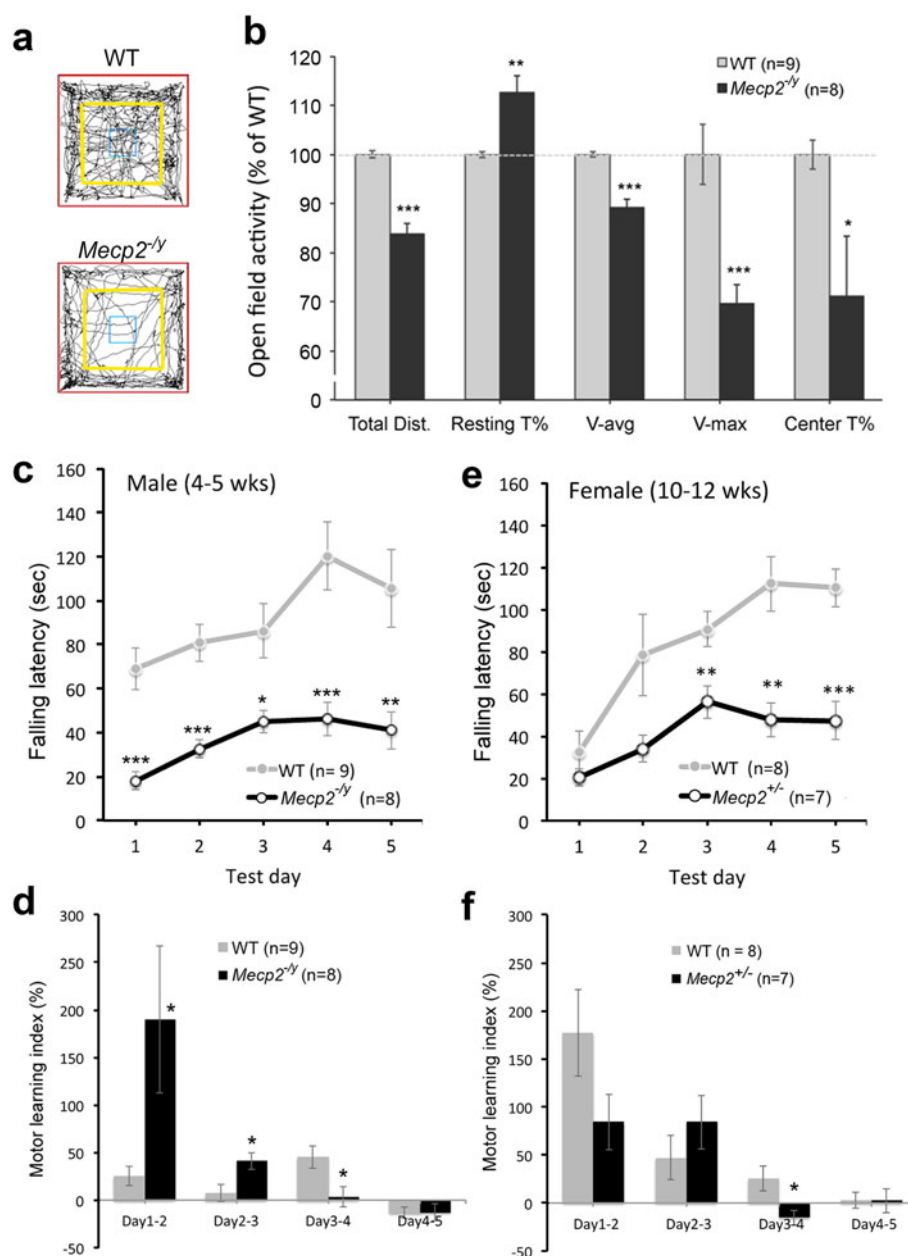 a
WT
Mecp2-/y
b
Open field activity (% of WT)
120
110
100
90
80
70
60
0
WT (n=9)
Mecp2-/y (n=8)
***
**
***
***
*
Total Dist.
Resting T%
V-avg
V-max
Center T%
c
Male (4-5 wks)
Falling latency (sec)
160
140
120
100
80
60
40
20
0
***
***
*
***
**
WT (n= 9)
Mecp2-/y (n=8)
1 2 3 4 5
Test day
e
Female (10-12 wks)
Falling latency (sec)
160
140
120
100
80
60
40
20
0
**
**
***
WT (n=8)
Mecp2+/- (n=7)
1 2 3 4 5
Test day
d
Motor learning index (%)
300
250
200
150
100
50
0
-50
WT (n=9)
Mecp2-/y (n=8)
*
*
*
Day1-2
Day2-3
Day3-4
Day4-5
f
Motor learning index (%)
300
250
200
150
100
50
0
-50
WT (n = 8)
Mecp2+/- (n=7)
*
Day1-2
Day2-3
Day3-4
Day4-5